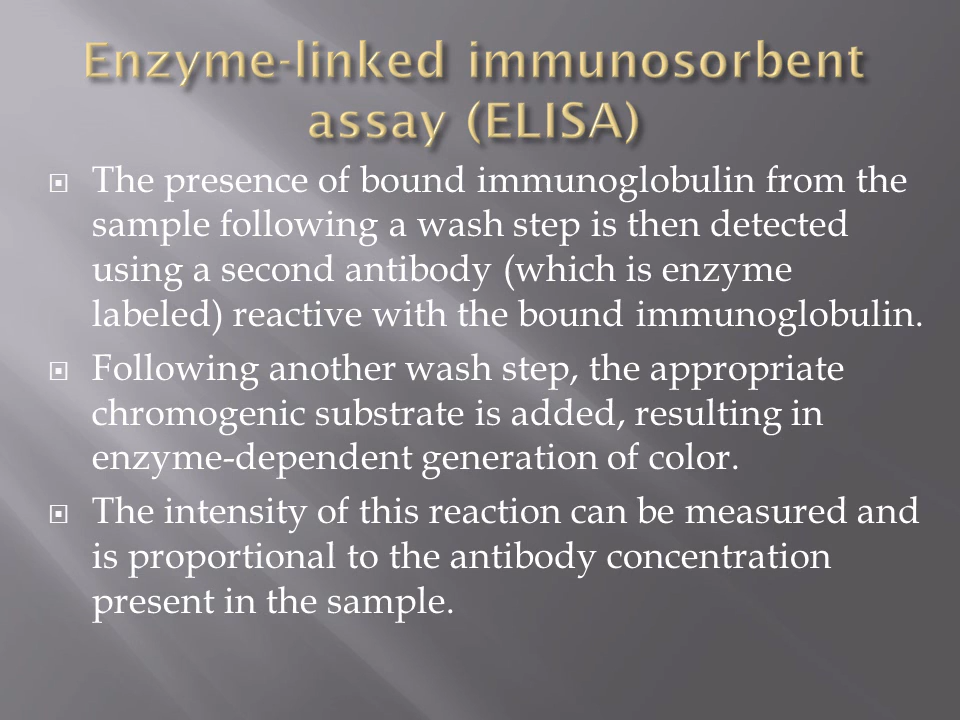 Enzyme-linked immunosorbent
assay (ELISA)
The presence of bound immunoglobulin from the
sample following a wash step is then detected
using a second antibody (which is enzyme
labeled) reactive with the bound immunoglobulin.
Following another wash step, the appropriate
chromogenic substrate is added, resulting in
enzyme-dependent generation of color.
The intensity of this reaction can be measured and
is proportional to the antibody concentration
present in the sample.